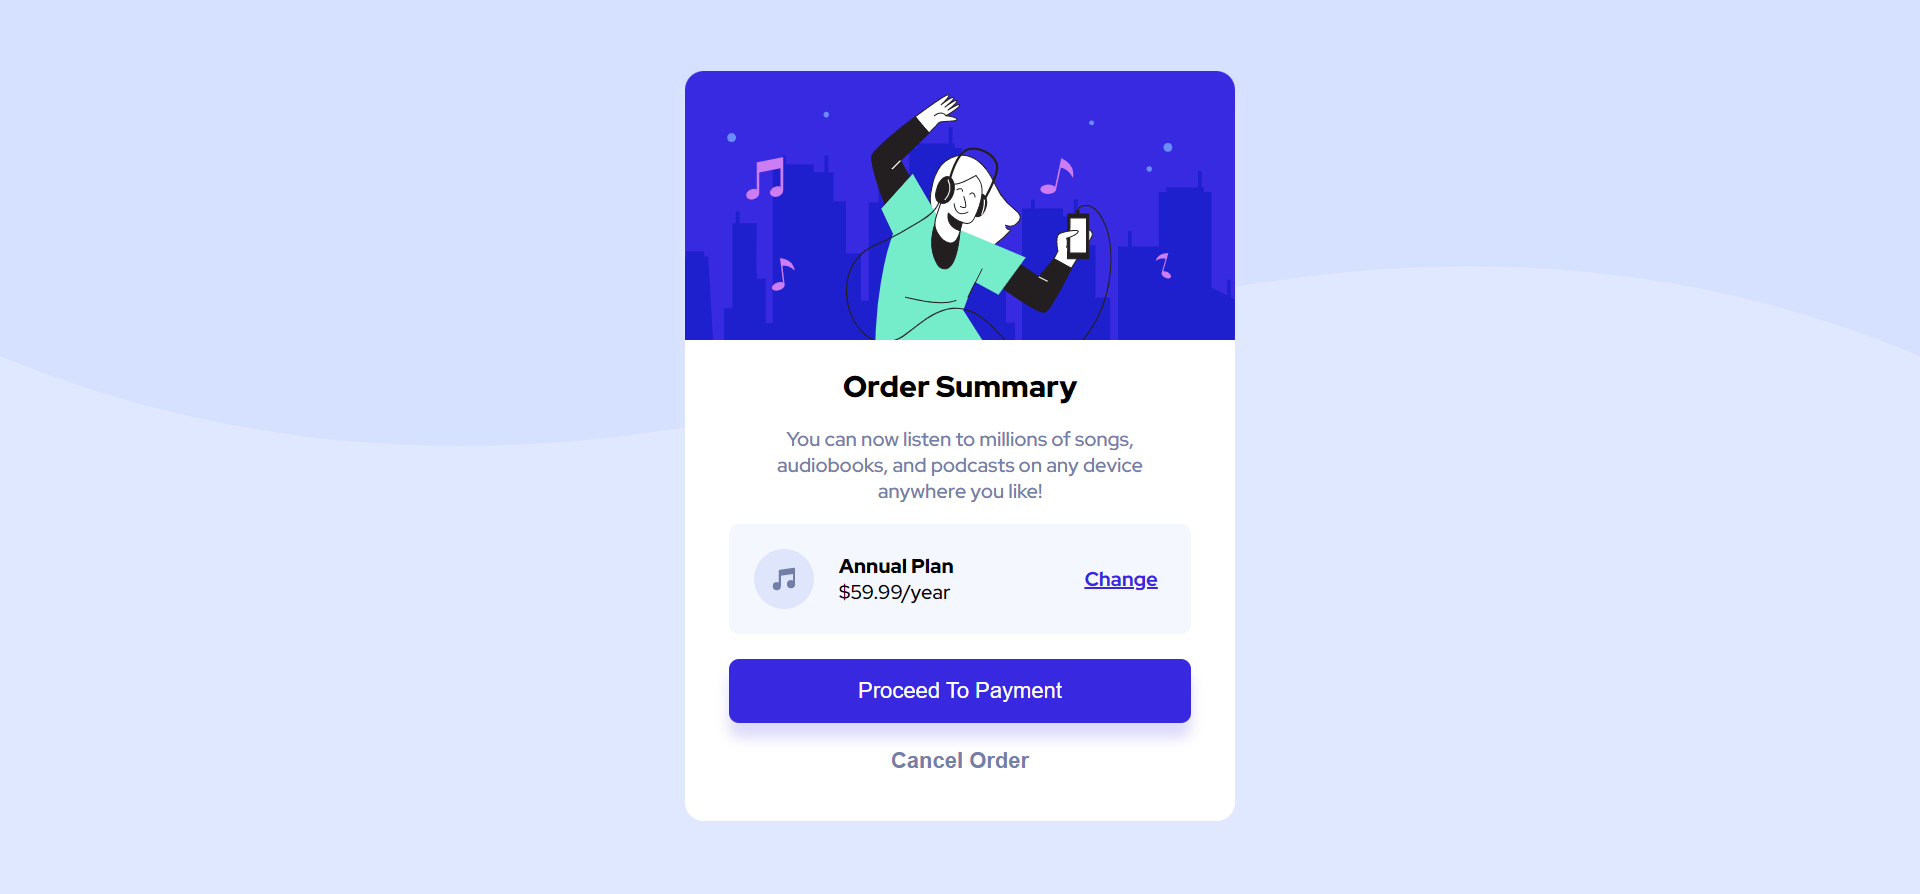 Order Summary
You can now listen to millions of songs,
audiobooks, and podcasts on any device
anywhere you like!
Annual Plan
$59.99/year
Change
Proceed To Payment
Cancel Order